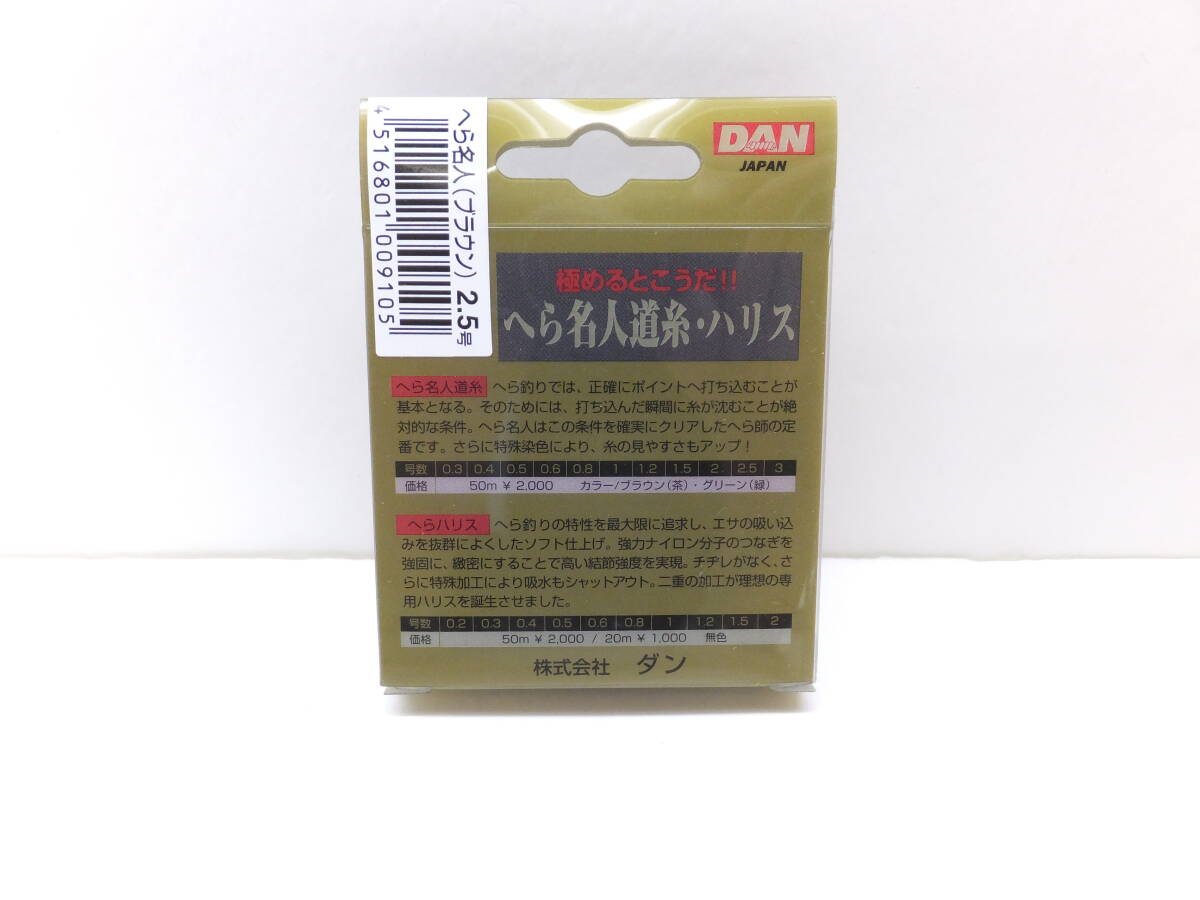 へら名人(ブラウン) 2.5号
4 516801 009105
DAN
JAPAN
極めるとこうだ!!
へら名人道糸・ハリス
へら名人道糸 へら釣りでは、正確にポイントへ打ち込むことが
基本となる。そのためには、打ち込んだ瞬間に糸が沈むことが絶
対的な条件。へら名人はこの条件を確実にクリアしたへら師の定
番です。さらに特殊染色により、糸の見やすさもアップ!
号数 0.3 0.4 0.5 0.6 0.8 1 1.2 1.5 2 2.5 3
価格 50m ¥2,000 カラー/ブラウン(茶)・グリーン(緑)
へらハリス へら釣りの特性を最大限に追求し、エサの吸い込
みを抜群によくしたソフト仕上げ。強力ナイロン分子のつなぎを
強固に、緻密にすることで高い結節強度を実現。チヂレがなく、さ
らに特殊加工により吸水もシャットアウト。二重の加工が理想の専
用ハリスを誕生させました。
号数 0.2 0.3 0.4 0.5 0.6 0.8 1 1.2 1.5 2
価格 50m ¥2,000 / 20m ¥1,000 無色
株式会社 ダン